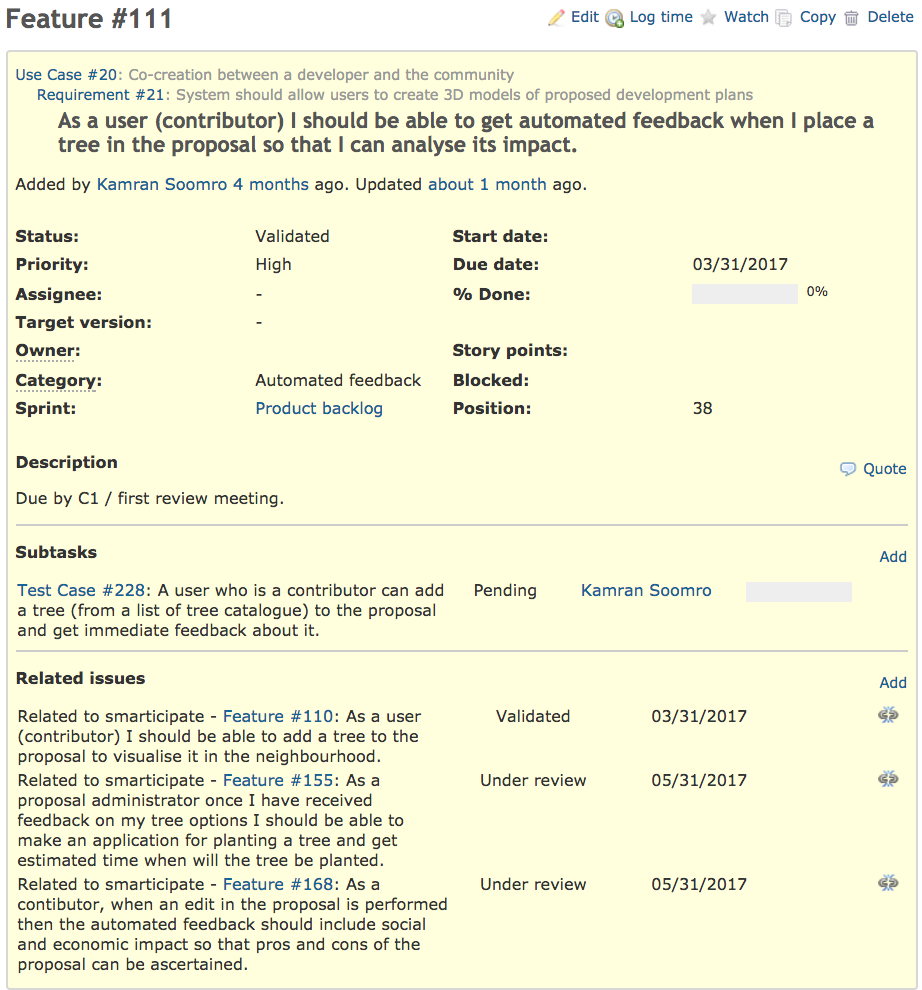 Feature #111
Edit Log time Watch Copy Delete
Use Case #20: Co-creation between a developer and the community
Requirement #21: System should allow users to create 3D models of proposed development plans
As a user (contributor) I should be able to get automated feedback when I place a
tree in the proposal so that I can analyse its impact.
Added by Kamran Soomro 4 months ago. Updated about 1 month ago.
Status: Validated Start date:
Priority: High Due date: 03/31/2017
Assignee: - % Done: 0%
Target version: -
Owner: Story points:
Category: Automated feedback Blocked:
Sprint: Product backlog Position: 38
Description
Quote
Due by C1 / first review meeting.
Subtasks
Add
Test Case #228: A user who is a contributor can add Pending Kamran Soomro
a tree (from a list of tree catalogue) to the proposal
and get immediate feedback about it.
Related issues
Add
Related to smarticipate - Feature #110: As a user Validated 03/31/2017
(contributor) I should be able to add a tree to the
proposal to visualise it in the neighbourhood.
Related to smarticipate - Feature #155: As a Under review 05/31/2017
proposal administrator once I have received
feedback on my tree options I should be able to
make an application for planting a tree and get
estimated time when will the tree be planted.
Related to smarticipate - Feature #168: As a Under review 05/31/2017
contibutor, when an edit in the proposal is performed
then the automated feedback should include social
and economic impact so that pros and cons of the
proposal can be ascertained.